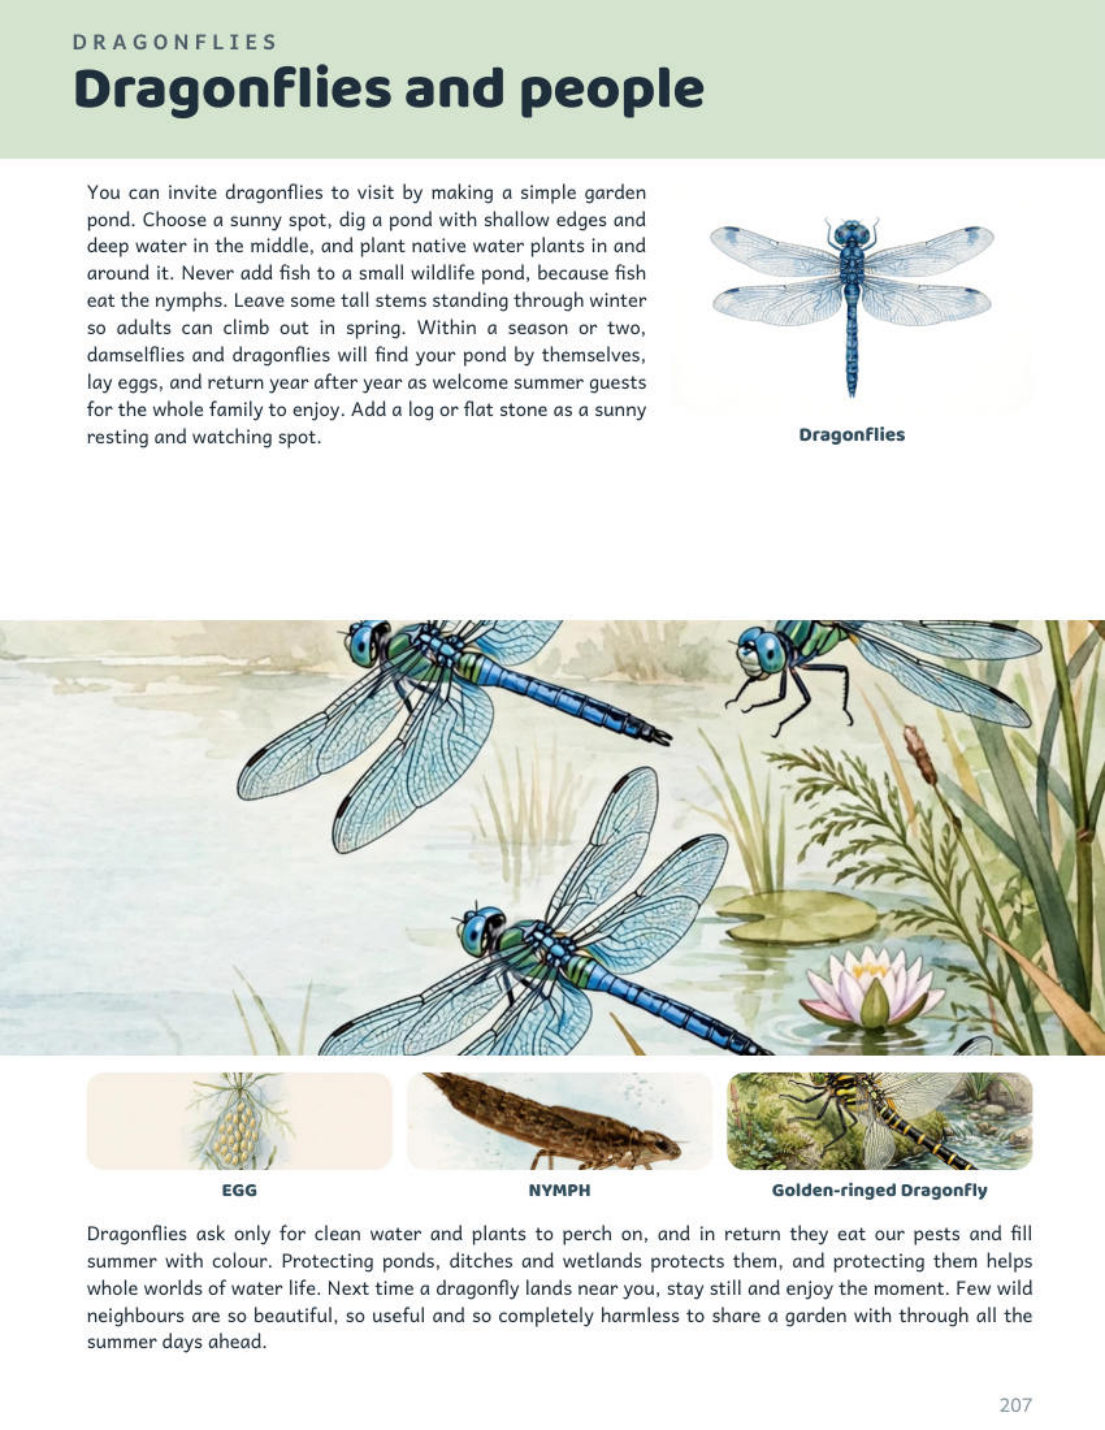 DRAGONFLIES
Dragonflies and people
You can invite dragonflies to visit by making a simple garden
pond. Choose a sunny spot, dig a pond with shallow edges and
deep water in the middle, and plant native water plants in and
around it. Never add fish to a small wildlife pond, because fish
eat the nymphs. Leave some tall stems standing through winter
so adults can climb out in spring. Within a season or two,
damselflies and dragonflies will find your pond by themselves,
lay eggs, and return year after year as welcome summer guests
for the whole family to enjoy. Add a log or flat stone as a sunny
resting and watching spot.
Dragonflies
EGG
NYMPH
Golden-ringed Dragonfly
Dragonflies ask only for clean water and plants to perch on, and in return they eat our pests and fill
summer with colour. Protecting ponds, ditches and wetlands protects them, and protecting them helps
whole worlds of water life. Next time a dragonfly lands near you, stay still and enjoy the moment. Few wild
neighbours are so beautiful, so useful and so completely harmless to share a garden with through all the
summer days ahead.
207